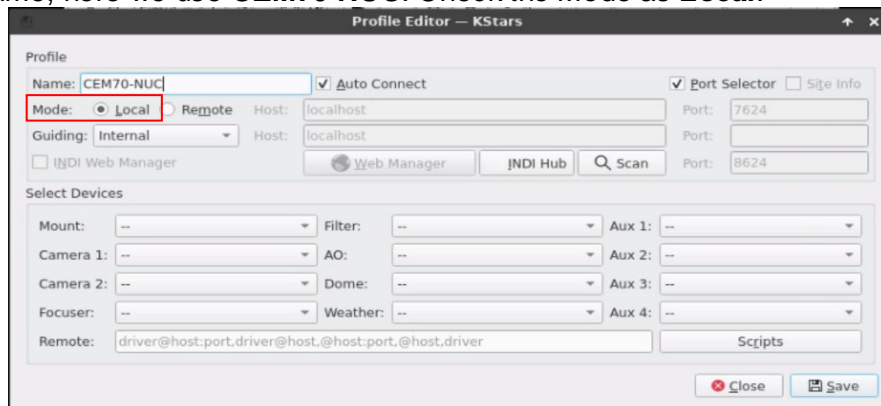 Profile Editor — KStars
Profile
Name: CEM70-NUC Auto Connect Port Selector Site Info
Mode: Local Remote Host: localhost Port: 7624
Guiding: Internal Host: localhost Port:
INDI Web Manager Web Manager INDI Hub Scan Port: 8624
Select Devices
Mount: -- Filter: -- Aux 1: --
Camera 1: -- AO: -- Aux 2: --
Camera 2: -- Dome: -- Aux 3: --
Focuser: -- Weather: -- Aux 4: --
Remote: driver@host:port,driver@host,@host:port,@host,driver Scripts
Close Save